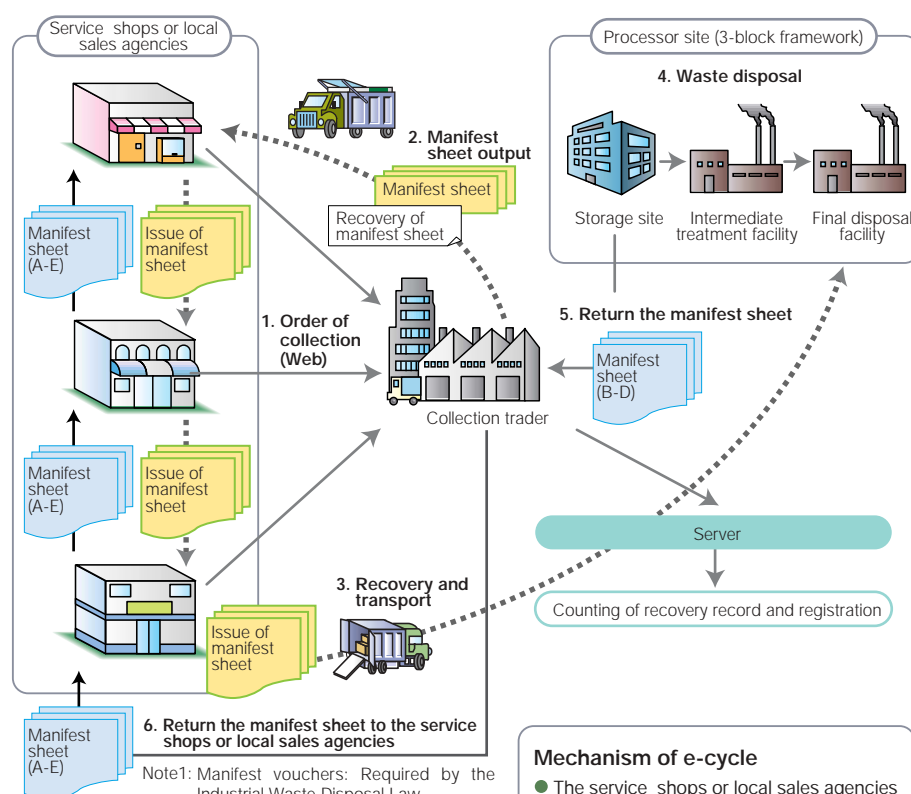 Service shops or local
sales agencies
Processor site (3-block framework)
4. Waste disposal
2. Manifest
sheet output
Manifest sheet
Recovery of
manifest sheet
Storage site
Intermediate
treatment facility
Final disposal
facility
Manifest
sheet
(A-E)
Issue of
manifest
sheet
1. Order of
collection
(Web)
5. Return the manifest sheet
Manifest
sheet
(B-D)
Collection trader
Manifest
sheet
(A-E)
Issue of
manifest
sheet
Server
3. Recovery and
transport
Counting of recovery record and registration
Issue of
manifest
sheet
Manifest
sheet
(A-E)
6. Return the manifest sheet to the service
shops or local sales agencies
Note1: Manifest vouchers: Required by the
Industrial Waste Disposal Law
Mechanism of e-cycle
● The service shops or local sales agencies